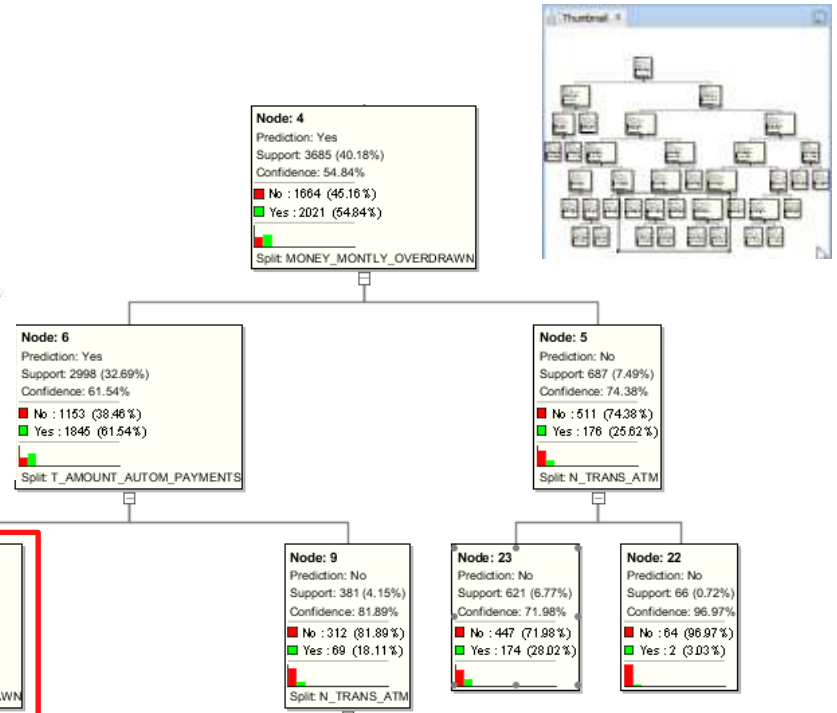 Thumbnail
Node: 4
Prediction: Yes
Support: 3685 (40.18%)
Confidence: 54.84%
No : 1664 (45.16%)
Yes : 2021 (54.84%)
Split: MONEY_MONTLY_OVERDRAWN
Node: 6
Prediction: Yes
Support: 2998 (32.69%)
Confidence: 61.54%
No : 1153 (38.46%)
Yes : 1845 (61.54%)
Split: T_AMOUNT_AUTOM_PAYMENTS
Node: 5
Prediction: No
Support: 687 (7.49%)
Confidence: 74.38%
No : 511 (74.38%)
Yes : 176 (25.62%)
Split: N_TRANS_ATM
AWN
Node: 9
Prediction: No
Support: 381 (4.15%)
Confidence: 81.89%
No : 312 (81.89%)
Yes : 69 (18.11%)
Split: N_TRANS_ATM
Node: 23
Prediction: No
Support: 621 (6.77%)
Confidence: 71.98%
No : 447 (71.98%)
Yes : 174 (28.02%)
Node: 22
Prediction: No
Support: 66 (0.72%)
Confidence: 96.97%
No : 64 (96.97%)
Yes : 2 (3.03%)